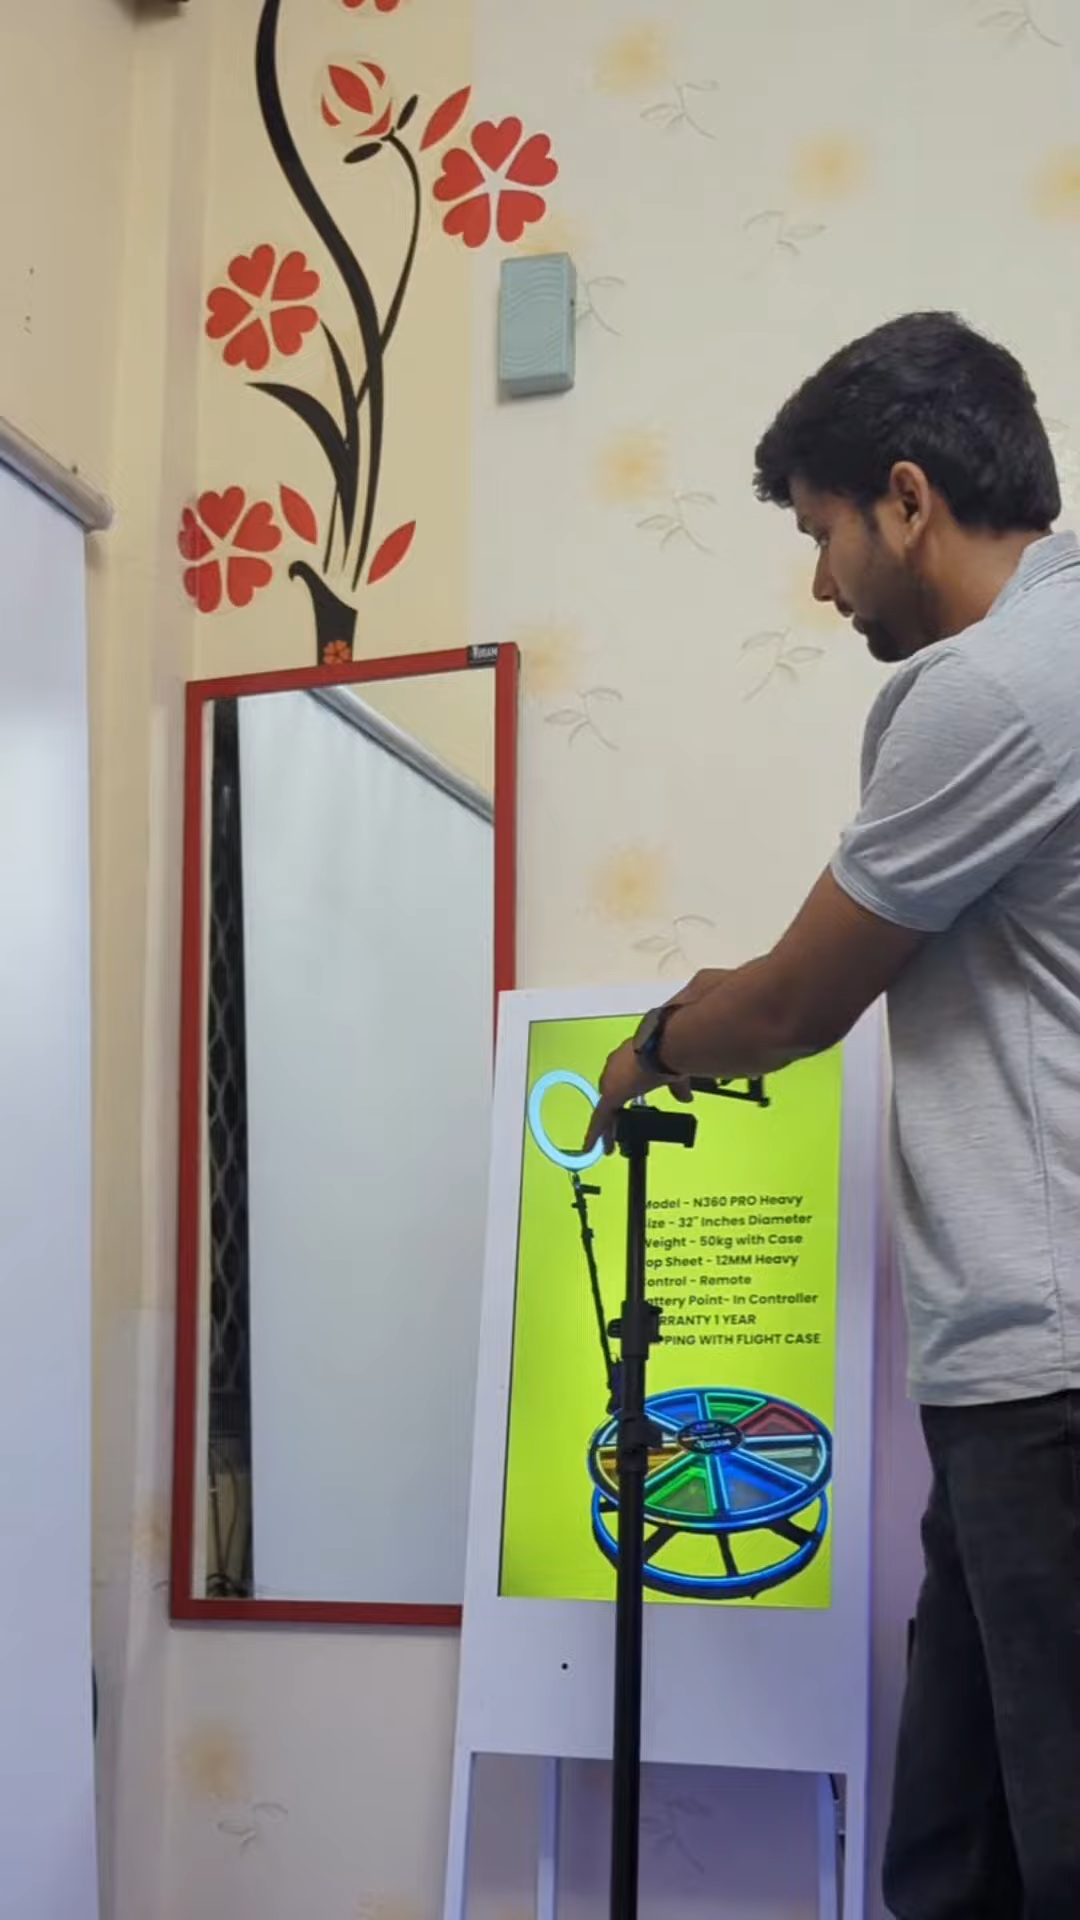 Model - N360 PRO Heavy
ize - 32" Inches Diameter
Weight - 50kg with Case
op Sheet - 12MM Heavy
ontrol - Remote
attery Point- In Controller
RRANTY 1 YEAR
PPING WITH FLIGHT CASE